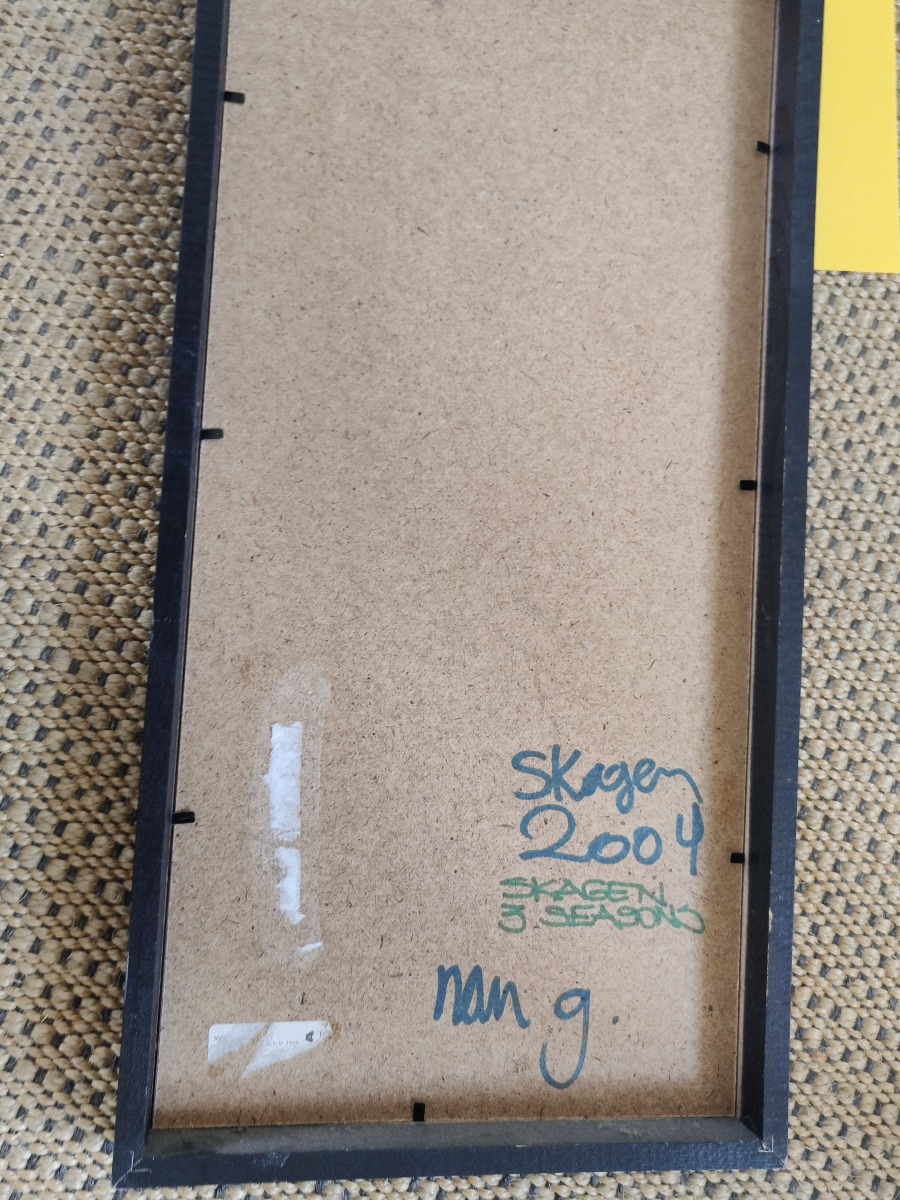 Skagen
2004
SKAGEN
3 SEASONS
nan g.